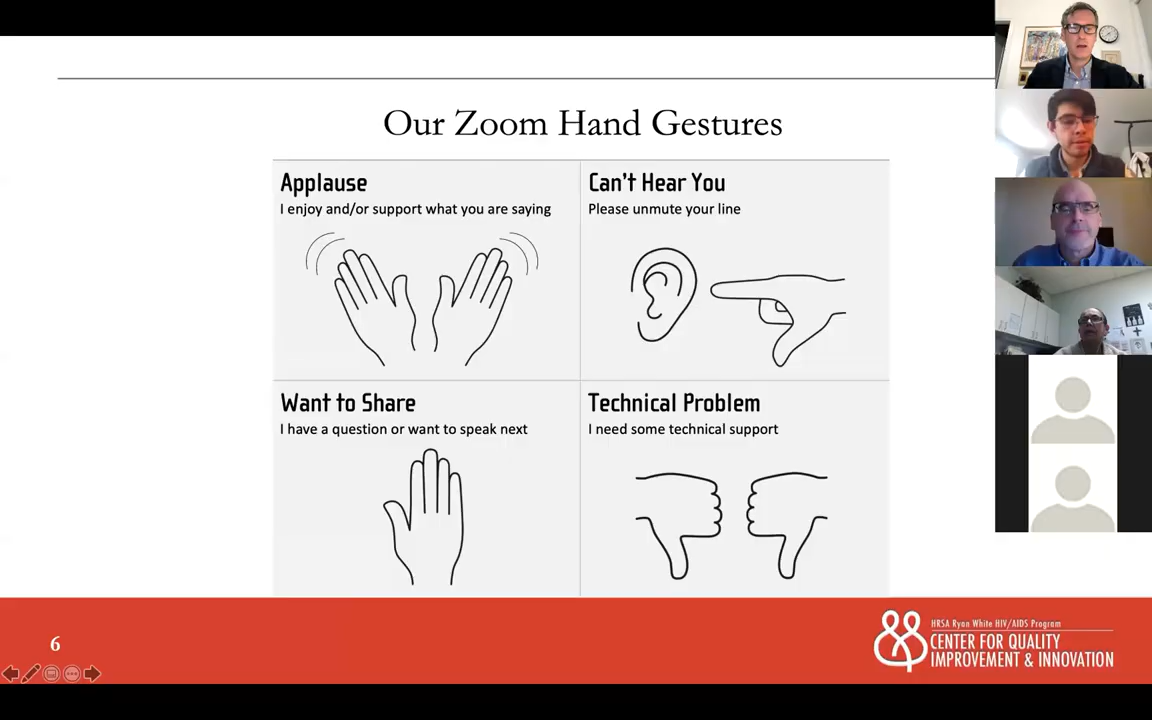 Our Zoom Hand Gestures
Applause
I enjoy and/or support what you are saying
Can't Hear You
Please unmute your line
Want to Share
I have a question or want to speak next
Technical Problem
I need some technical support
6
HRSA Ryan White HIV/AIDS Program
CENTER FOR QUALITY
IMPROVEMENT & INNOVATION